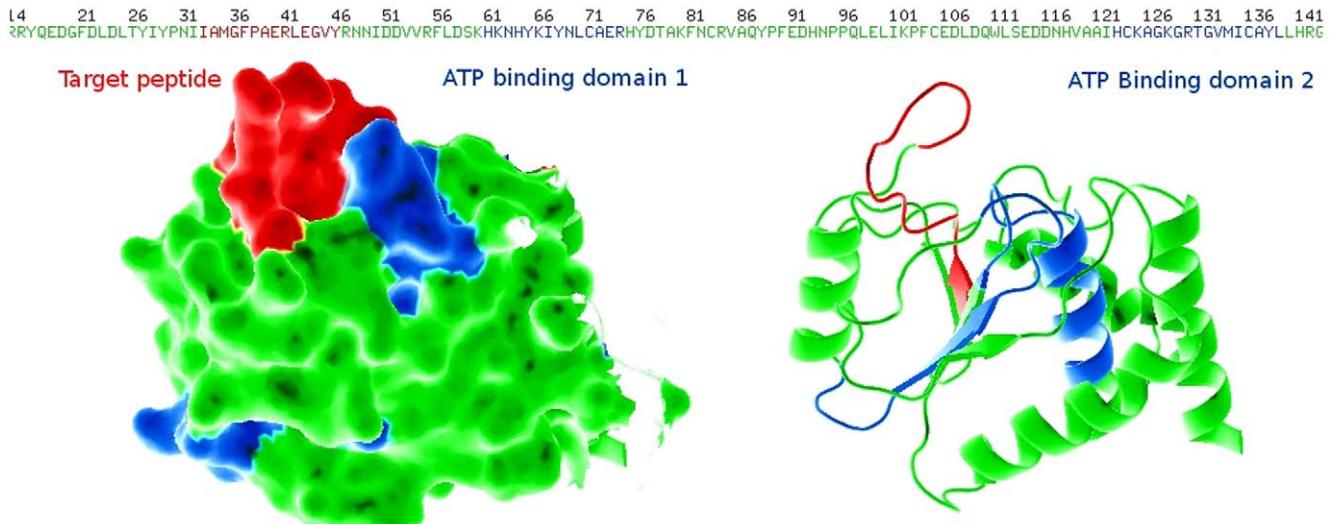 14 21 26 31 36 41 46 51 56 61 66 71 76 81 86 91 96 101 106 111 116 121 126 131 136 141
RRYQEDGFDLDLTYIYPNIIAMGFPAERLEGVYRNNIDDVVRFLDSKHKNHYKIYNLCAERHYDTAKFNCRVAQYPFEDHNPPQLELIKPFCEDLDQWLSEDDNHVAAIHCKAGKGRTGVMICAYLLHRG
Target peptide ATP binding domain 1 ATP Binding domain 2